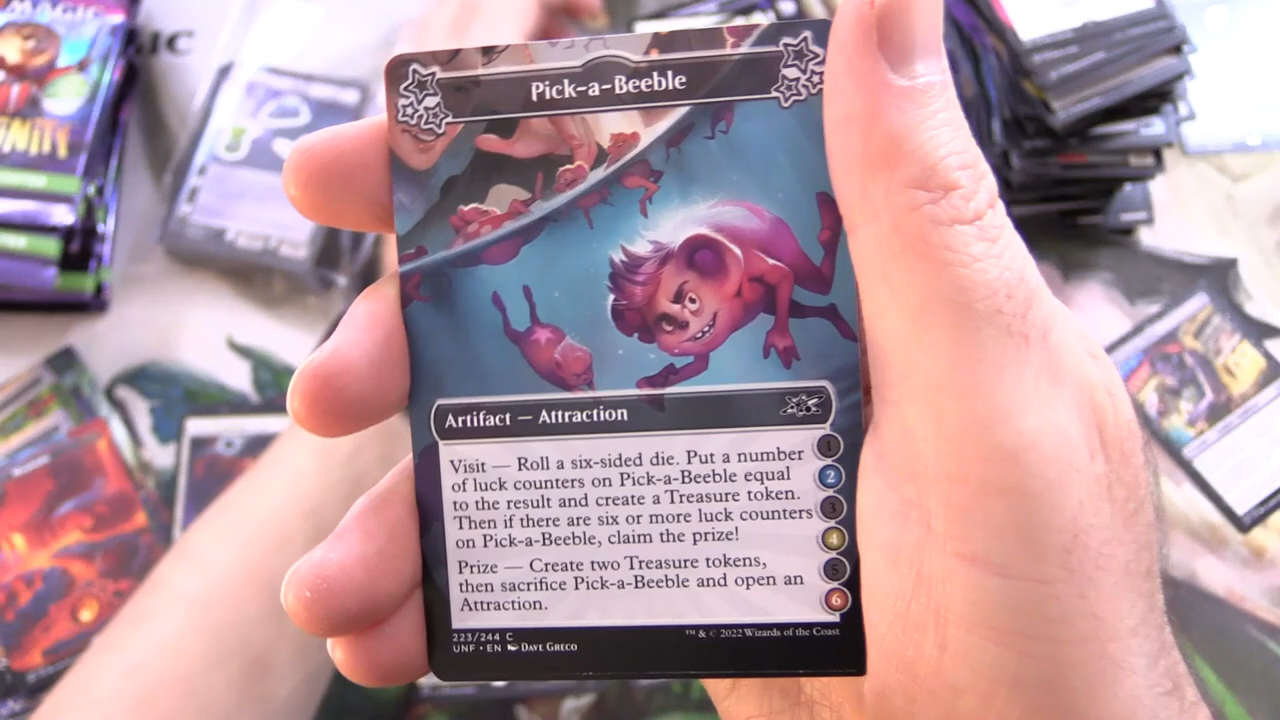 MAGIC
Pick-a-Beeble
Artifact — Attraction
Visit — Roll a six-sided die. Put a number
of luck counters on Pick-a-Beeble equal
to the result and create a Treasure token.
Then if there are six or more luck counters
on Pick-a-Beeble, claim the prize!
Prize — Create two Treasure tokens,
then sacrifice Pick-a-Beeble and open an
Attraction.
1
2
3
4
5
6
223/244 C
UNF • EN DAVE GRECO
™ & © 2022 Wizards of the Coast